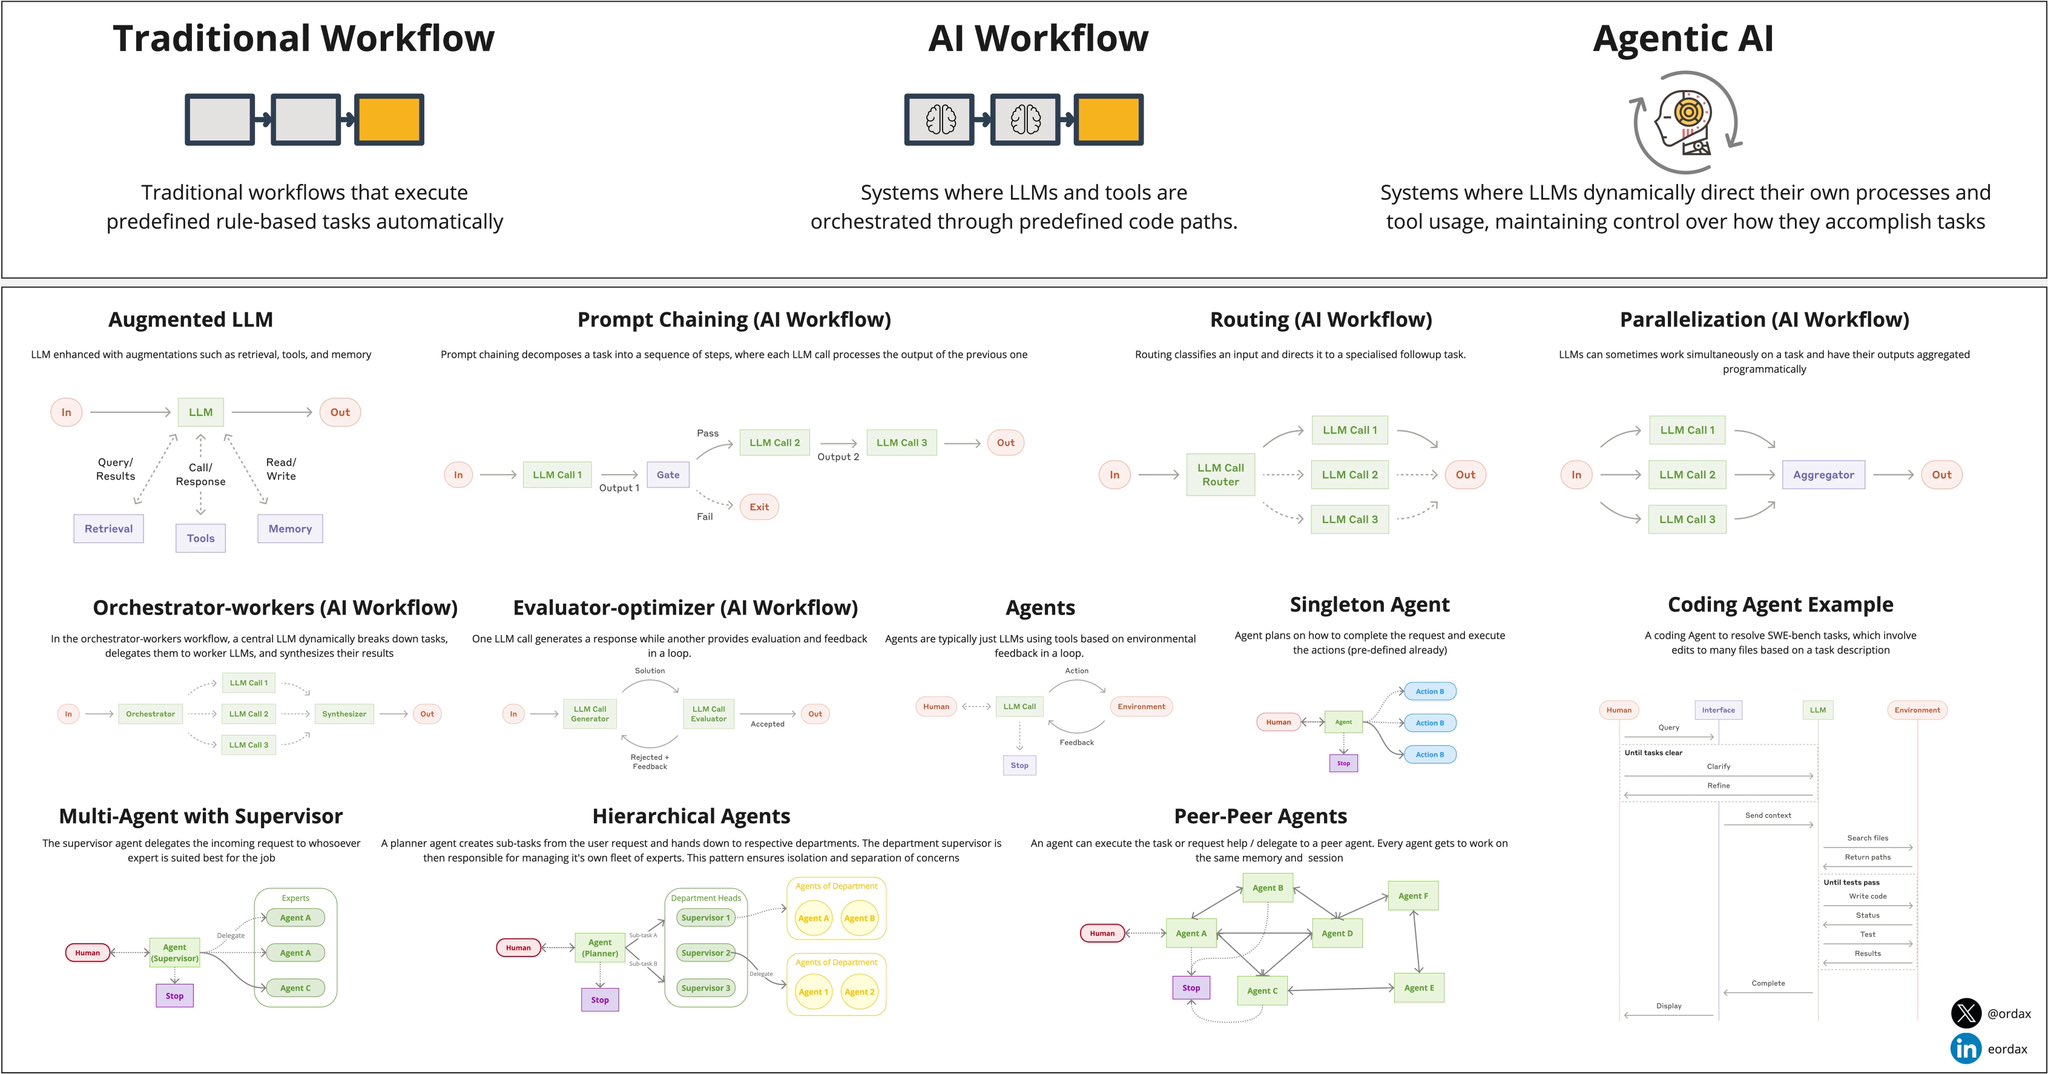 Traditional Workflow
Traditional workflows that execute
predefined rule-based tasks automatically
AI Workflow
Systems where LLMs and tools are
orchestrated through predefined code paths.
Agentic AI
Systems where LLMs dynamically direct their own processes and
tool usage, maintaining control over how they accomplish tasks
Augmented LLM
LLM enhanced with augmentations such as retrieval, tools, and memory
In
LLM
Out
Query/
Results
Call/
Response
Read/
Write
Retrieval
Tools
Memory
Prompt Chaining (AI Workflow)
Prompt chaining decomposes a task into a sequence of steps, where each LLM call processes the output of the previous one
In
LLM Call 1
Output 1
Gate
Pass
LLM Call 2
Output 2
LLM Call 3
Out
Fail
Exit
Routing (AI Workflow)
Routing classifies an input and directs it to a specialised followup task.
In
LLM Call
Router
LLM Call 1
LLM Call 2
LLM Call 3
Out
Parallelization (AI Workflow)
LLMs can sometimes work simultaneously on a task and have their outputs aggregated
programmatically
In
LLM Call 1
LLM Call 2
LLM Call 3
Aggregator
Out
Orchestrator-workers (AI Workflow)
In the orchestrator-workers workflow, a central LLM dynamically breaks down tasks,
delegates them to worker LLMs, and synthesizes their results
In
Orchestrator
LLM Call 1
LLM Call 2
LLM Call 3
Synthesizer
Out
Evaluator-optimizer (AI Workflow)
One LLM call generates a response while another provides evaluation and feedback
in a loop.
Solution
In
LLM Call
Generator
LLM Call
Evaluator
Accepted
Out
Rejected +
Feedback
Agents
Agents are typically just LLMs using tools based on environmental
feedback in a loop.
Action
Human
LLM Call
Environment
Feedback
Stop
Singleton Agent
Agent plans on how to complete the request and execute
the actions (pre-defined already)
Human
Agent
Action B
Action B
Action B
Stop
Coding Agent Example
A coding Agent to resolve SWE-bench tasks, which involve
edits to many files based on a task description
Human
Interface
LLM
Environment
Query
Until tasks clear
Clarify
Refine
Send context
Search files
Return paths
Until tests pass
Write code
Status
Test
Results
Complete
Display
Multi-Agent with Supervisor
The supervisor agent delegates the incoming request to whosoever
expert is suited best for the job
Human
Agent
(Supervisor)
Stop
Delegate
Experts
Agent A
Agent A
Agent C
Hierarchical Agents
A planner agent creates sub-tasks from the user request and hands down to respective departments. The department supervisor is
then responsible for managing it's own fleet of experts. This pattern ensures isolation and separation of concerns
Human
Agent
(Planner)
Stop
Sub-task A
Sub-task B
Department Heads
Supervisor 1
Supervisor 2
Supervisor 3
Delegate
Agents of Department
Agent A
Agent B
Agents of Department
Agent 1
Agent 2
Peer-Peer Agents
An agent can execute the task or request help / delegate to a peer agent. Every agent gets to work on
the same memory and session
Human
Agent A
Agent B
Agent D
Agent F
Stop
Agent C
Agent E
@ordax
in eordax